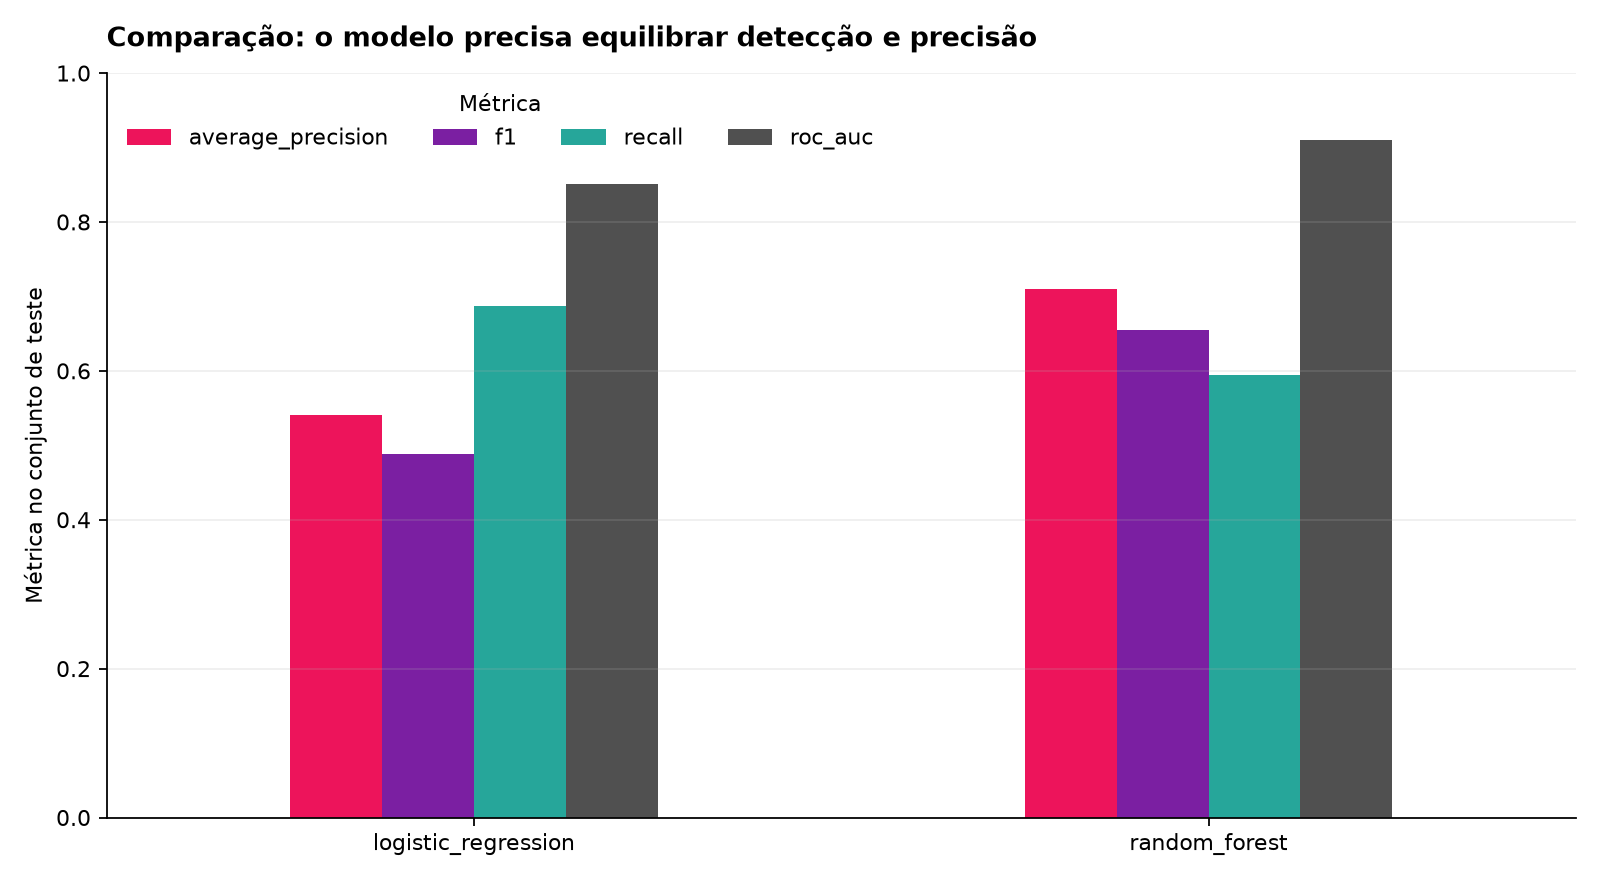 Comparação: o modelo precisa equilibrar detecção e precisão
Métrica
average_precision f1 recall roc_auc
Métrica no conjunto de teste
1.0
0.8
0.6
0.4
0.2
0.0
logistic_regression random_forest